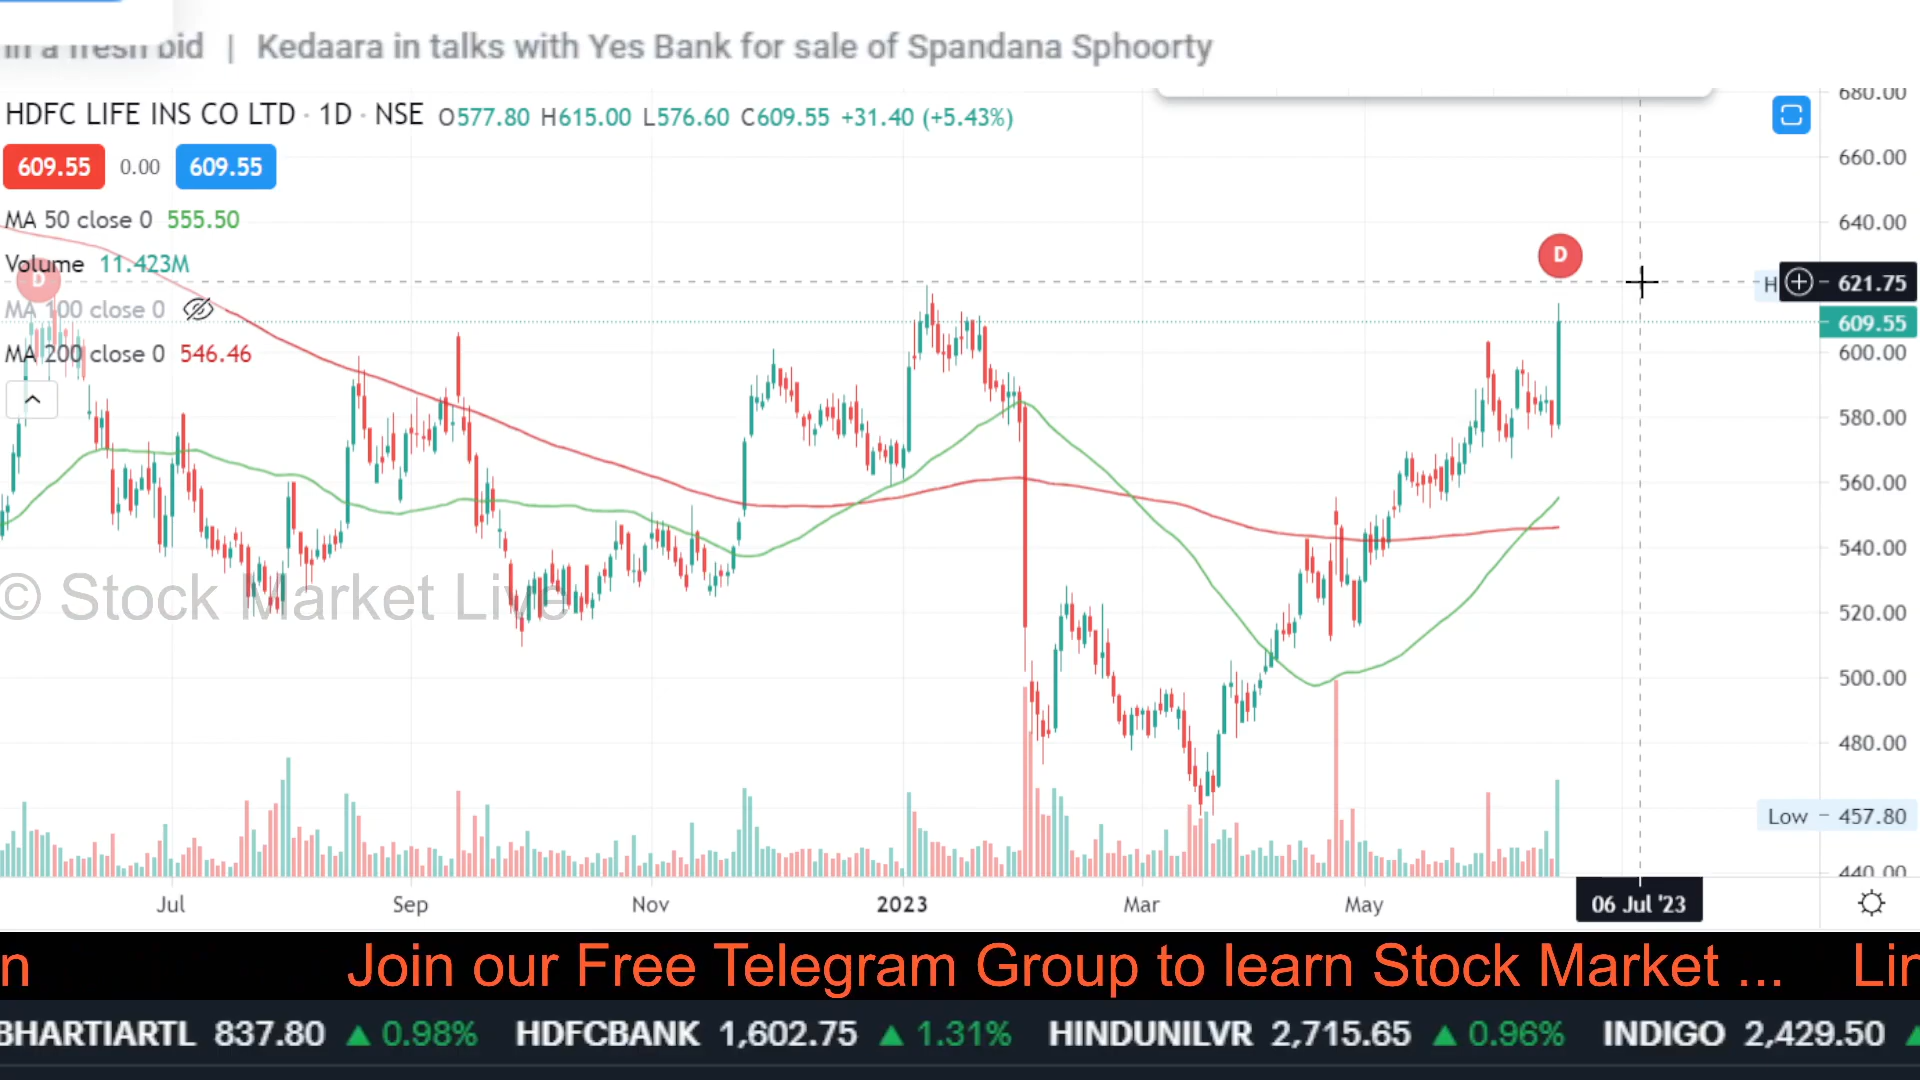 in a fresh bid | Kedaara in talks with Yes Bank for sale of Spandana Sphoorty
HDFC LIFE INS CO LTD · 1D · NSE O577.80 H615.00 L576.60 C609.55 +31.40 (+5.43%)
609.55 0.00 609.55
MA 50 close 0 555.50
Volume 11.423M
D
MA 100 close 0
MA 200 close 0 546.46
D
680.00
660.00
640.00
H 621.75
609.55
600.00
580.00
560.00
540.00
520.00
500.00
480.00
Low 457.80
440.00
© Stock Market Live
Jul Sep Nov 2023 Mar May 06 Jul '23
n Join our Free Telegram Group to learn Stock Market ... Lin
BHARTIARTL 837.80 ▲ 0.98% HDFCBANK 1,602.75 ▲ 1.31% HINDUNILVR 2,715.65 ▲ 0.96% INDIGO 2,429.50 ▲